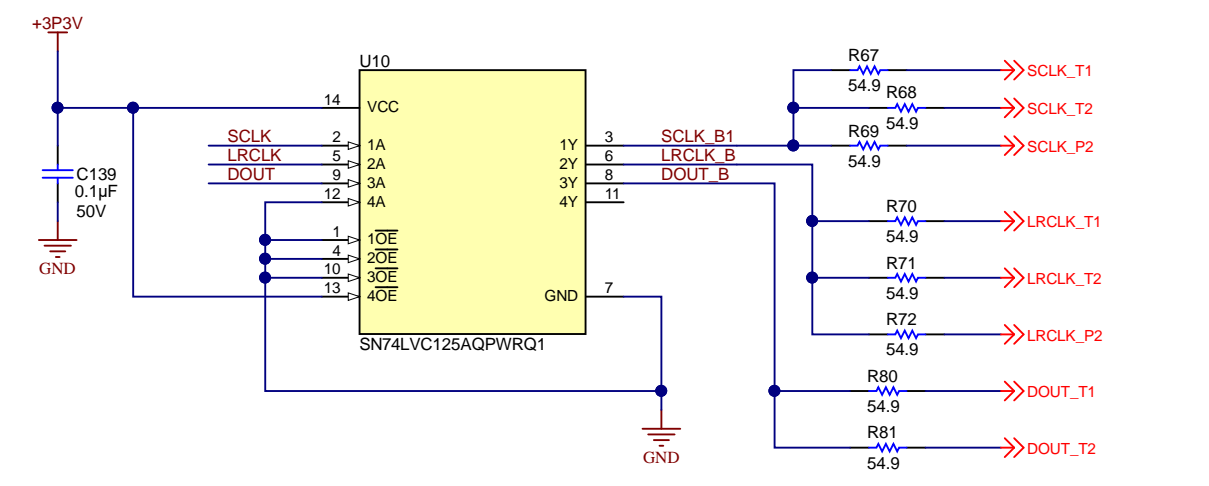 +3P3V
C139
0.1µF
50V
GND
U10
14 VCC
SCLK 2 1A
LRCLK 5 2A
DOUT 9 3A
12 4A
1 1OE
4 2OE
10 3OE
13 4OE
1Y 3 SCLK_B1
2Y 6 LRCLK_B
3Y 8 DOUT_B
4Y 11
GND 7
SN74LVC125AQPWRQ1
GND
R67
54.9
SCLK_T1
R68
54.9
SCLK_T2
R69
54.9
SCLK_P2
R70
54.9
LRCLK_T1
R71
54.9
LRCLK_T2
R72
54.9
LRCLK_P2
R80
54.9
DOUT_T1
R81
54.9
DOUT_T2